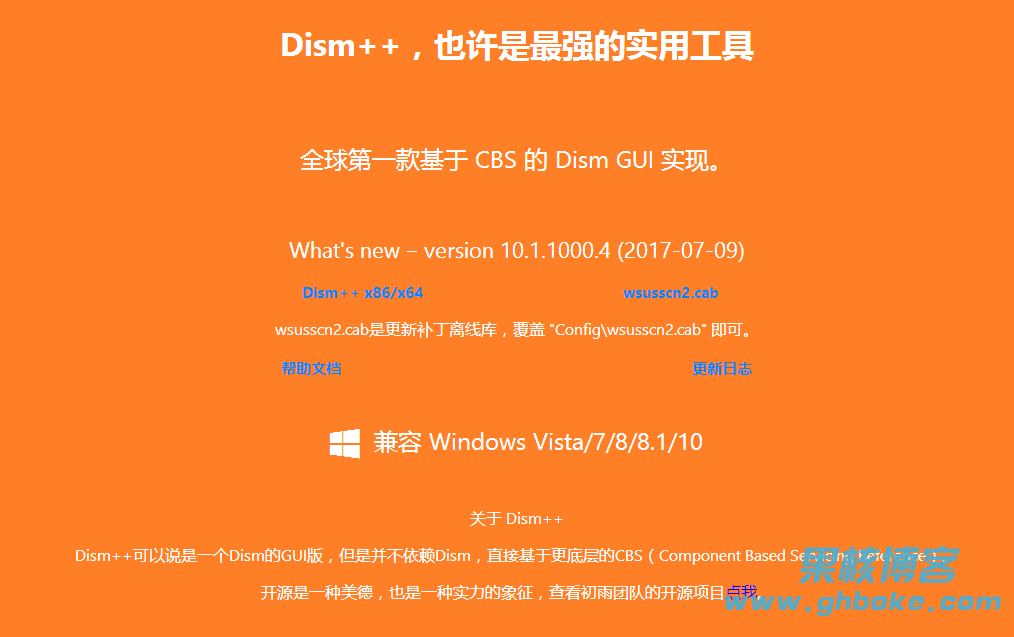 Dism++，也许是最强的实用工具
全球第一款基于 CBS 的 Dism GUI 实现。
What's new – version 10.1.1000.4 (2017-07-09)
Dism++ x86/x64 wsusscn2.cab
wsusscn2.cab是更新补丁离线库，覆盖 "Config\wsusscn2.cab" 即可。
帮助文档 更新日志
兼容 Windows Vista/7/8/8.1/10
关于 Dism++
Dism++可以说是一个Dism的GUI版，但是并不依赖Dism，直接基于更底层的CBS（Component Based Servicing Reference）
开源是一种美德，也是一种实力的象征，查看初雨团队的开源项目点我。
果核博客
www.ghboke.com